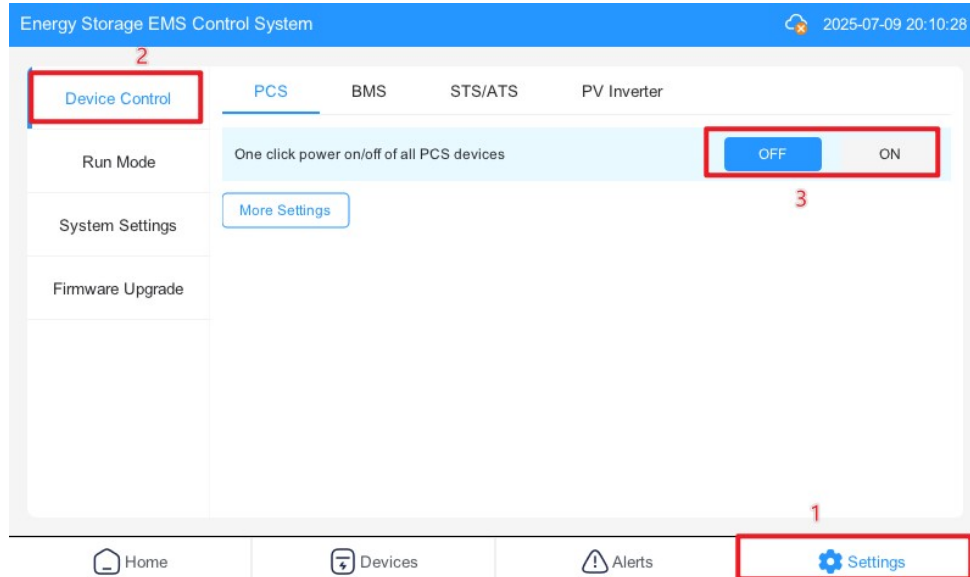 Energy Storage EMS Control System
2025-07-09 20:10:28
2
Device Control
PCS
BMS
STS/ATS
PV Inverter
Run Mode
One click power on/off of all PCS devices
OFF
ON
3
More Settings
System Settings
Firmware Upgrade
1
Home
Devices
Alerts
Settings